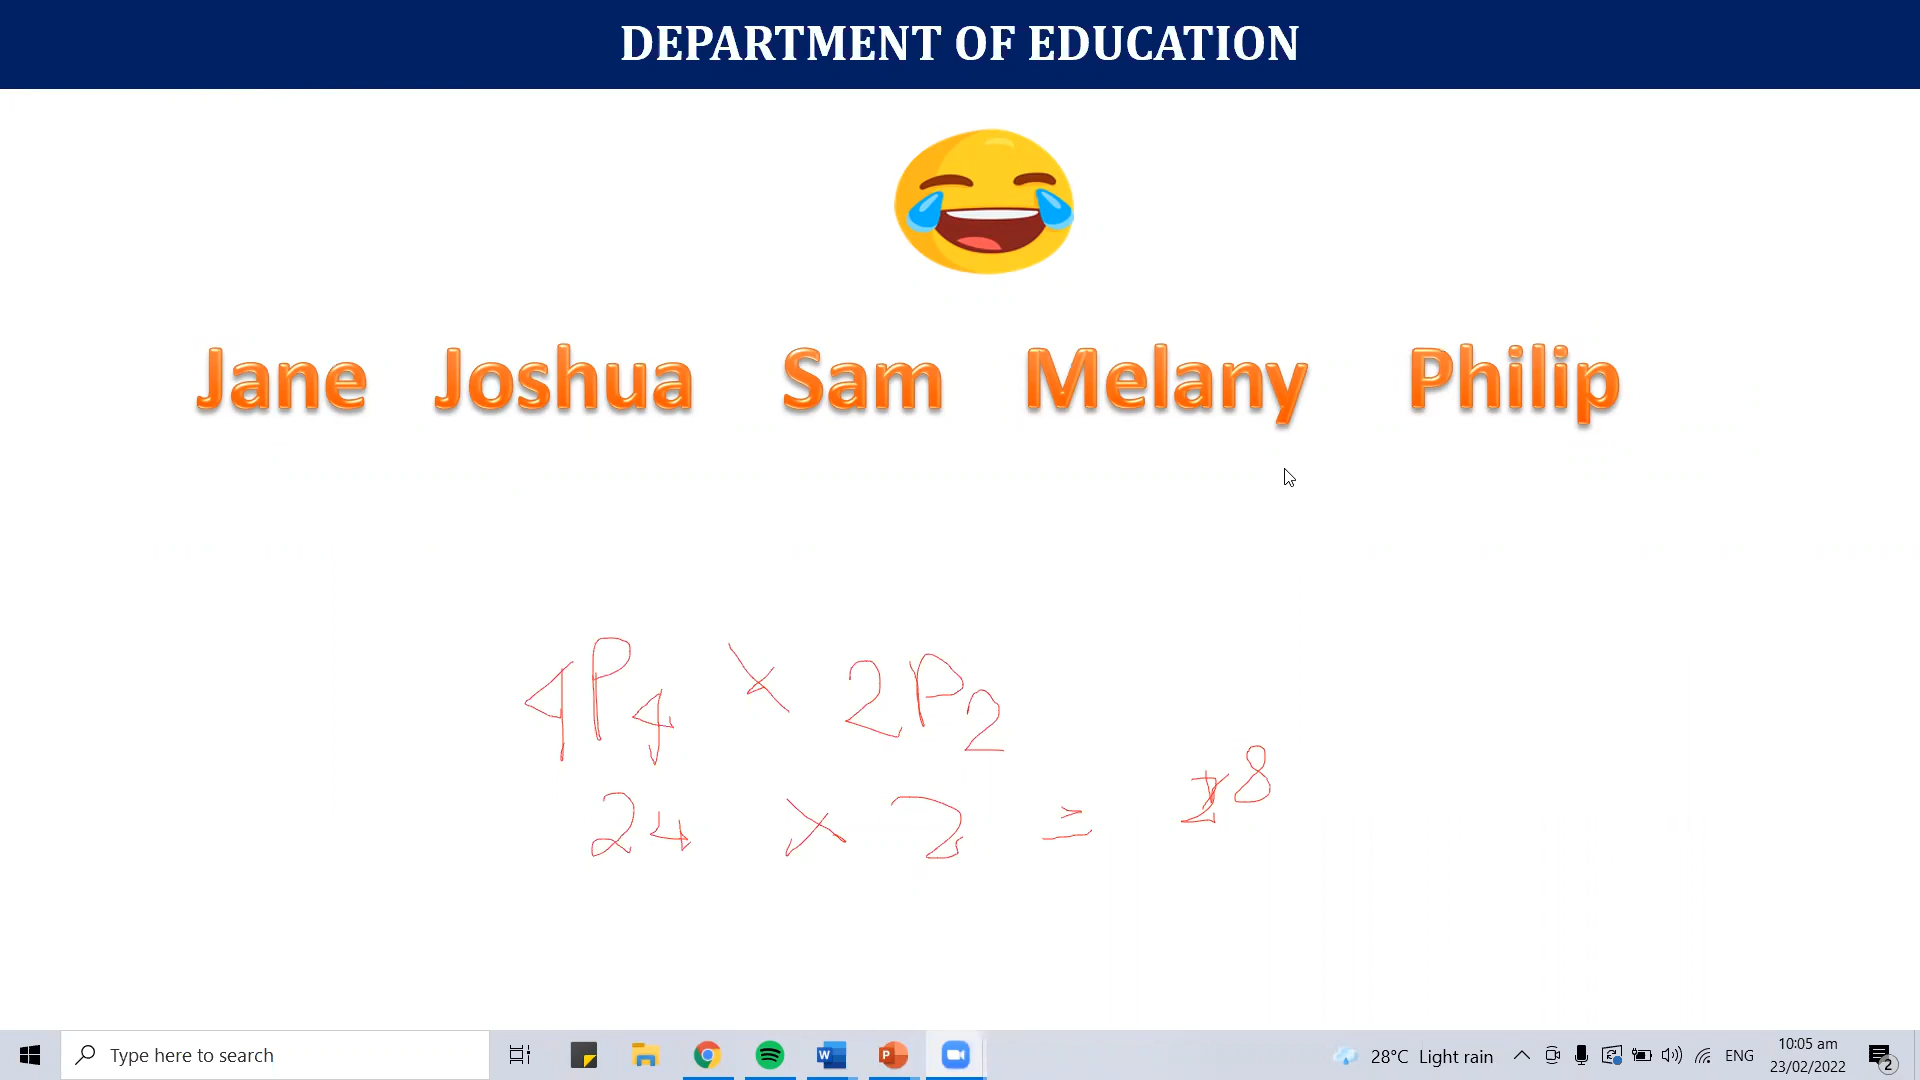 DEPARTMENT OF EDUCATION
Jane Joshua Sam Melany Philip
4P4 x 2P2
24 x 2 =
Type here to search
28°C Light rain
ENG
10:05 am
23/02/2022
2